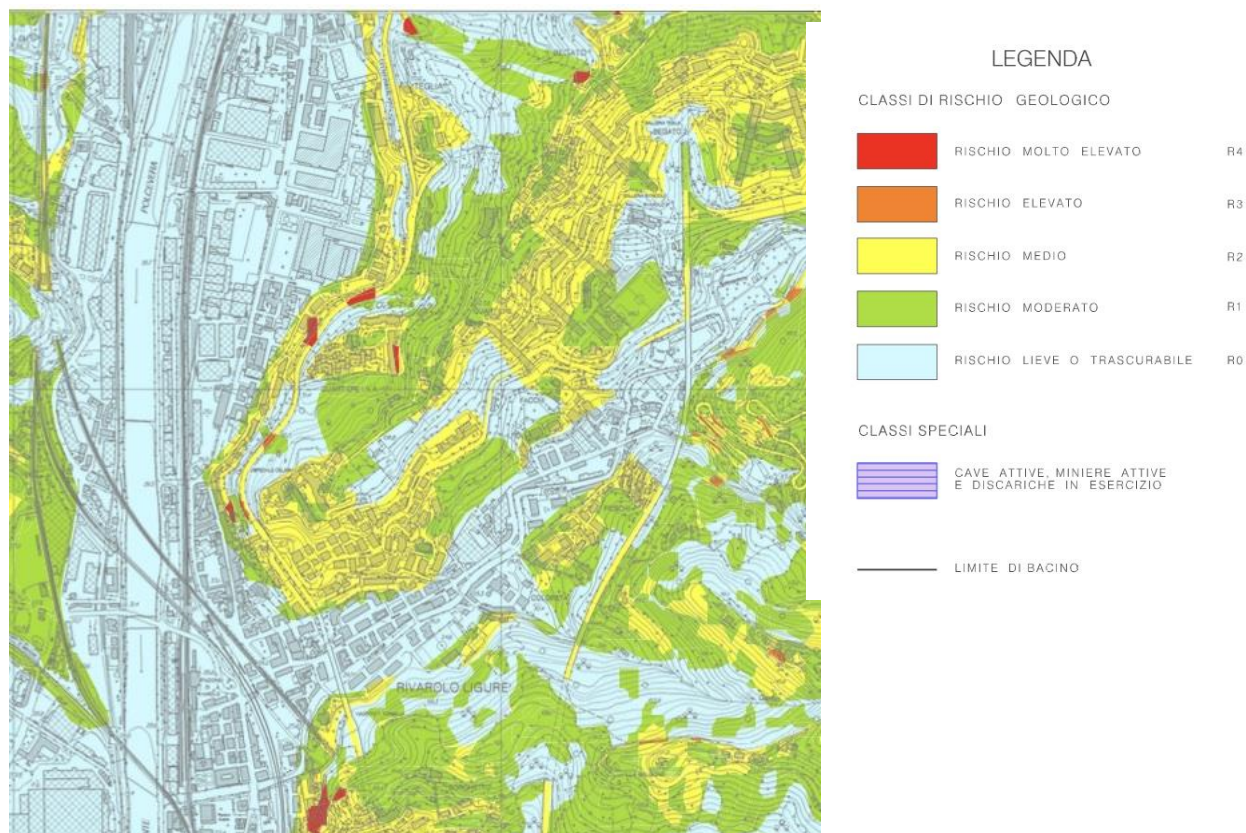 POLCEVERA
BEGATO
RIVAROLO LIGURE
LEGENDA
CLASSI DI RISCHIO GEOLOGICO
RISCHIO MOLTO ELEVATO R4
RISCHIO ELEVATO R3
RISCHIO MEDIO R2
RISCHIO MODERATO R1
RISCHIO LIEVE O TRASCURABILE R0
CLASSI SPECIALI
CAVE ATTIVE, MINIERE ATTIVE
E DISCARICHE IN ESERCIZIO
LIMITE DI BACINO